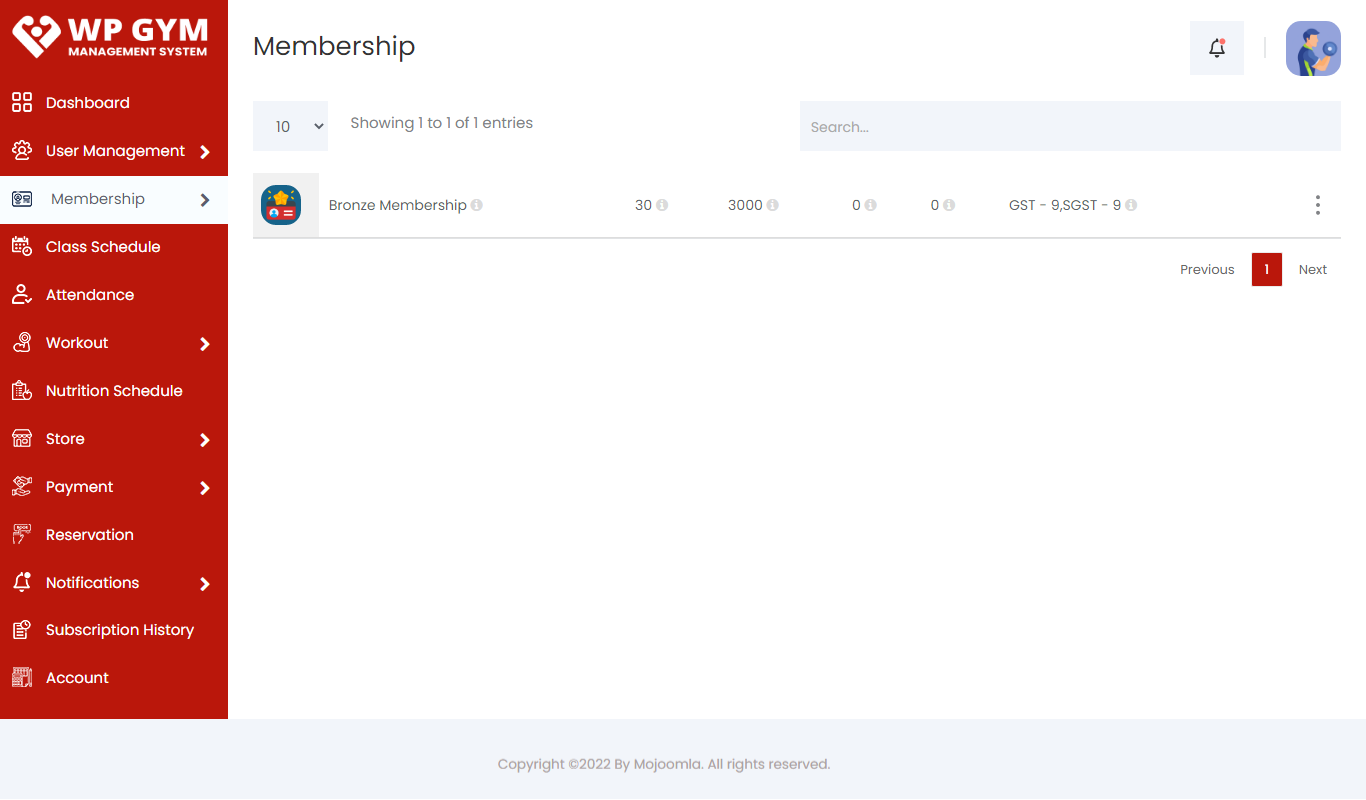 WP GYM
MANAGEMENT SYSTEM
Membership
Dashboard
User Management
Membership
Class Schedule
Attendance
Workout
Nutrition Schedule
Store
Payment
Reservation
Notifications
Subscription History
Account
10
Showing 1 to 1 of 1 entries
Search...
Bronze Membership 30 3000 0 0 GST - 9,SGST - 9
Previous 1 Next
Copyright ©2022 By Mojoomla. All rights reserved.